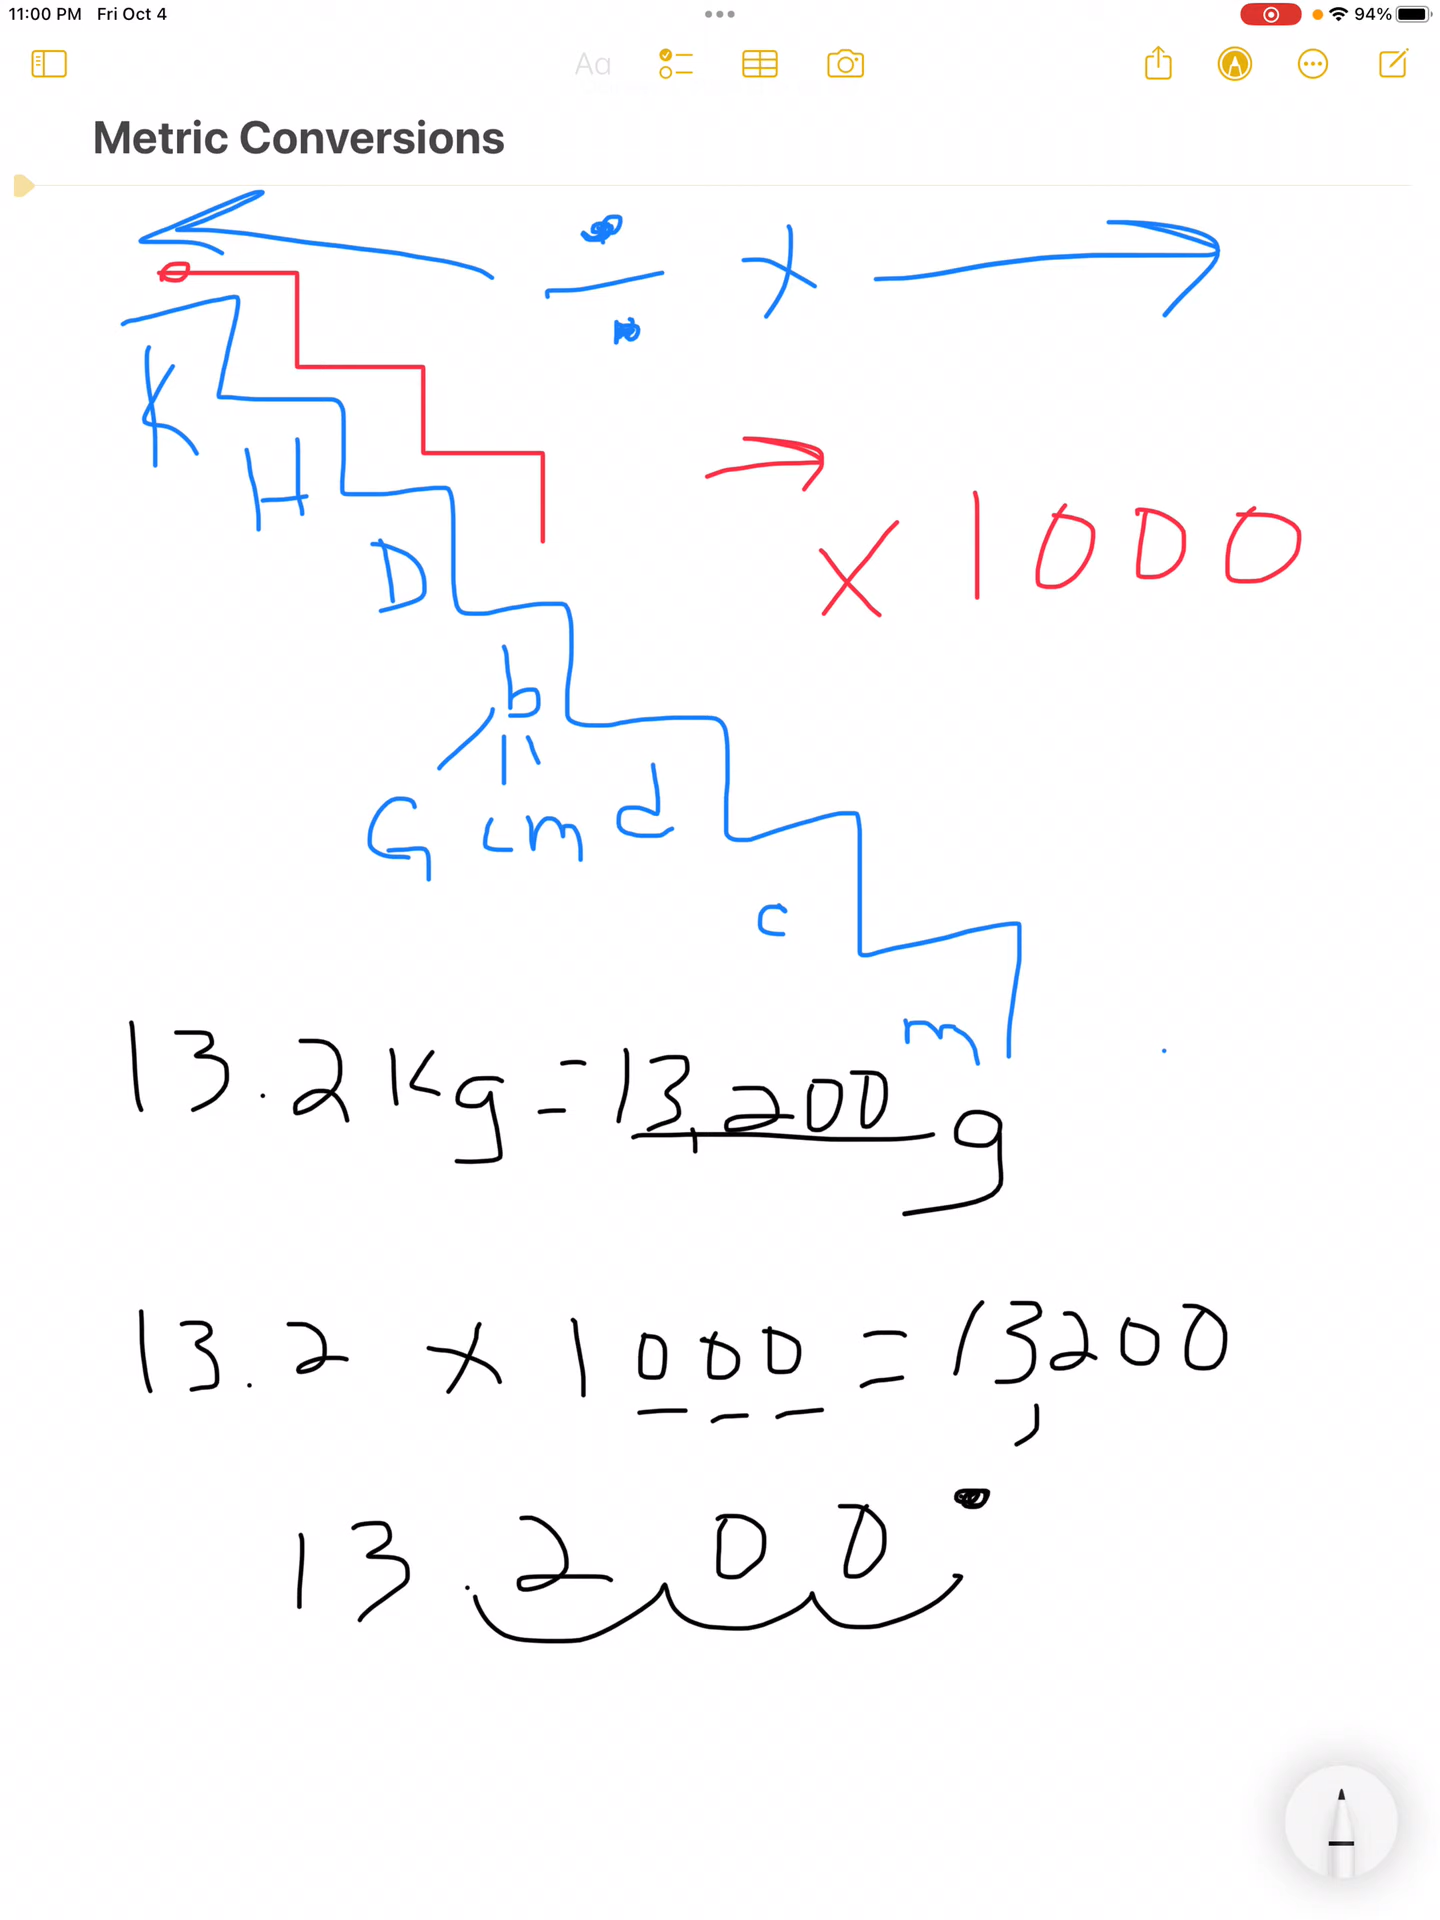 11:00 PM Fri Oct 4 94%
Aa
Metric Conversions
÷ x
K
H
x 1000
D
b
G L m d
c
m
13.2 Kg = 13,200 g
13.2 x 1000 = 13,200
13.200.